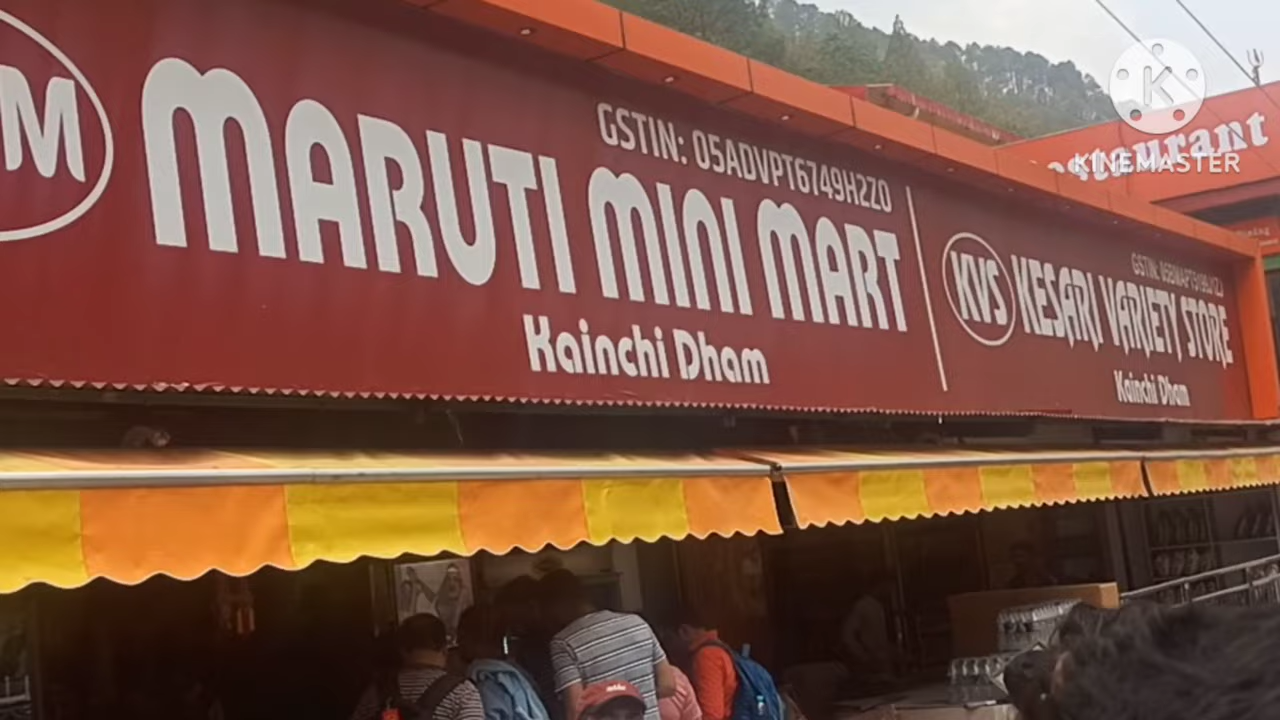 M
MARUTI MINI MART
GSTIN: 05ADVPT6749H2Z0
Kainchi Dham
KVS
KESARI VARIETY STORE
Kainchi Dham
K
KINEMASTER